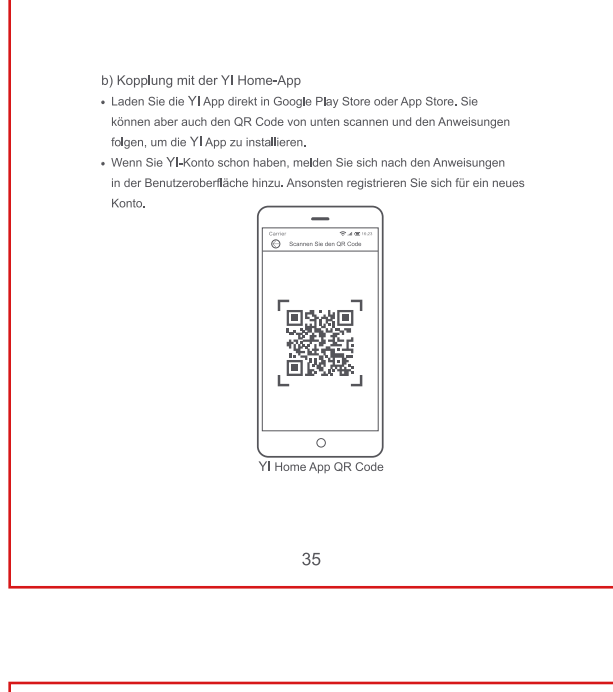 b) Kopplung mit der YI Home-App
• Laden Sie die YI App direkt in Google Play Store oder App Store. Sie
können aber auch den QR Code von unten scannen und den Anweisungen
folgen, um die YI App zu installieren.
• Wenn Sie YI-Konto schon haben, melden Sie sich nach den Anweisungen
in der Benutzeroberfläche hinzu. Ansonsten registrieren Sie sich für ein neues
Konto.
Carrier
Scannen Sie den QR Code
YI Home App QR Code
35